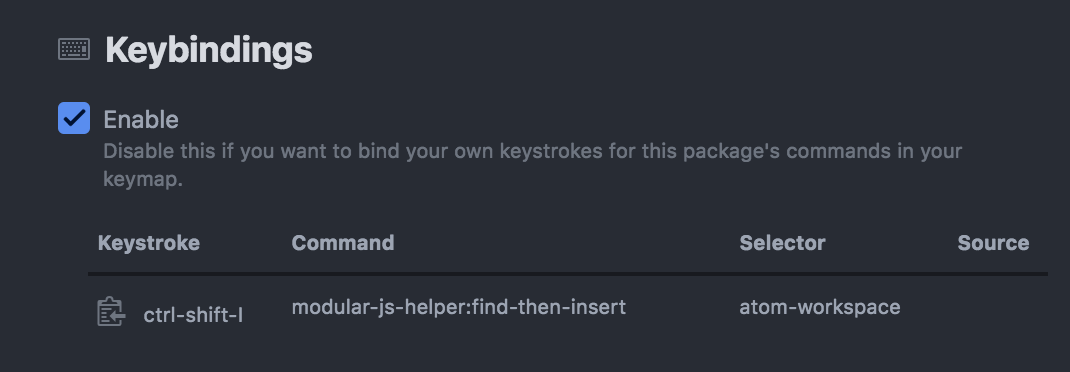 Keybindings
Enable
Disable this if you want to bind your own keystrokes for this package's commands in your
keymap.
Keystroke Command Selector Source
ctrl-shift-I modular-js-helper:find-then-insert atom-workspace